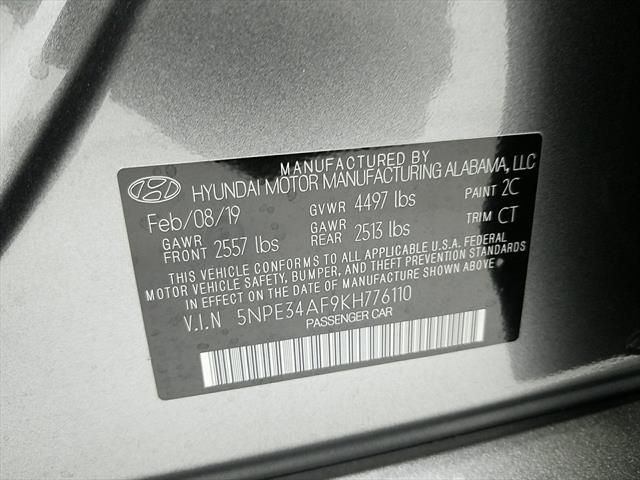 MANUFACTURED BY
HYUNDAI MOTOR MANUFACTURING ALABAMA, LLC
Feb/08/19 GVWR 4497 lbs PAINT 2C
GAWR FRONT 2557 lbs GAWR REAR 2513 lbs TRIM CT
THIS VEHICLE CONFORMS TO ALL APPLICABLE U.S.A. FEDERAL
MOTOR VEHICLE SAFETY, BUMPER, AND THEFT PREVENTION STANDARDS
IN EFFECT ON THE DATE OF MANUFACTURE SHOWN ABOVE.
V.I.N 5NPE34AF9KH776110
PASSENGER CAR